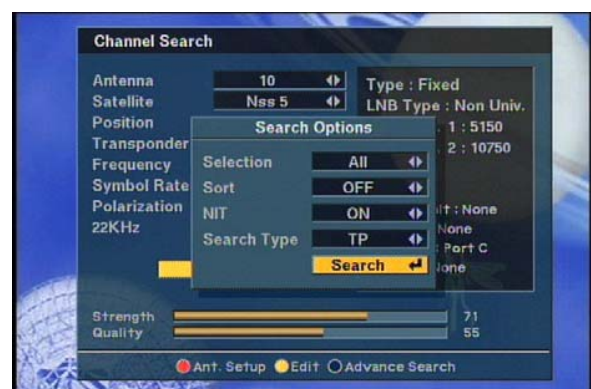 Channel Search
Antenna 10
Type : Fixed
Satellite Nss 5
LNB Type : Non Univ.
Position
1 : 5150
Transponder
2 : 10750
Frequency
Symbol Rate
Polarization
: None
22KHz
None
: Port C
None
Search Options
Selection All
Sort OFF
NIT ON
Search Type TP
Search
Strength 71
Quality 55
Ant. Setup Edit Advance Search